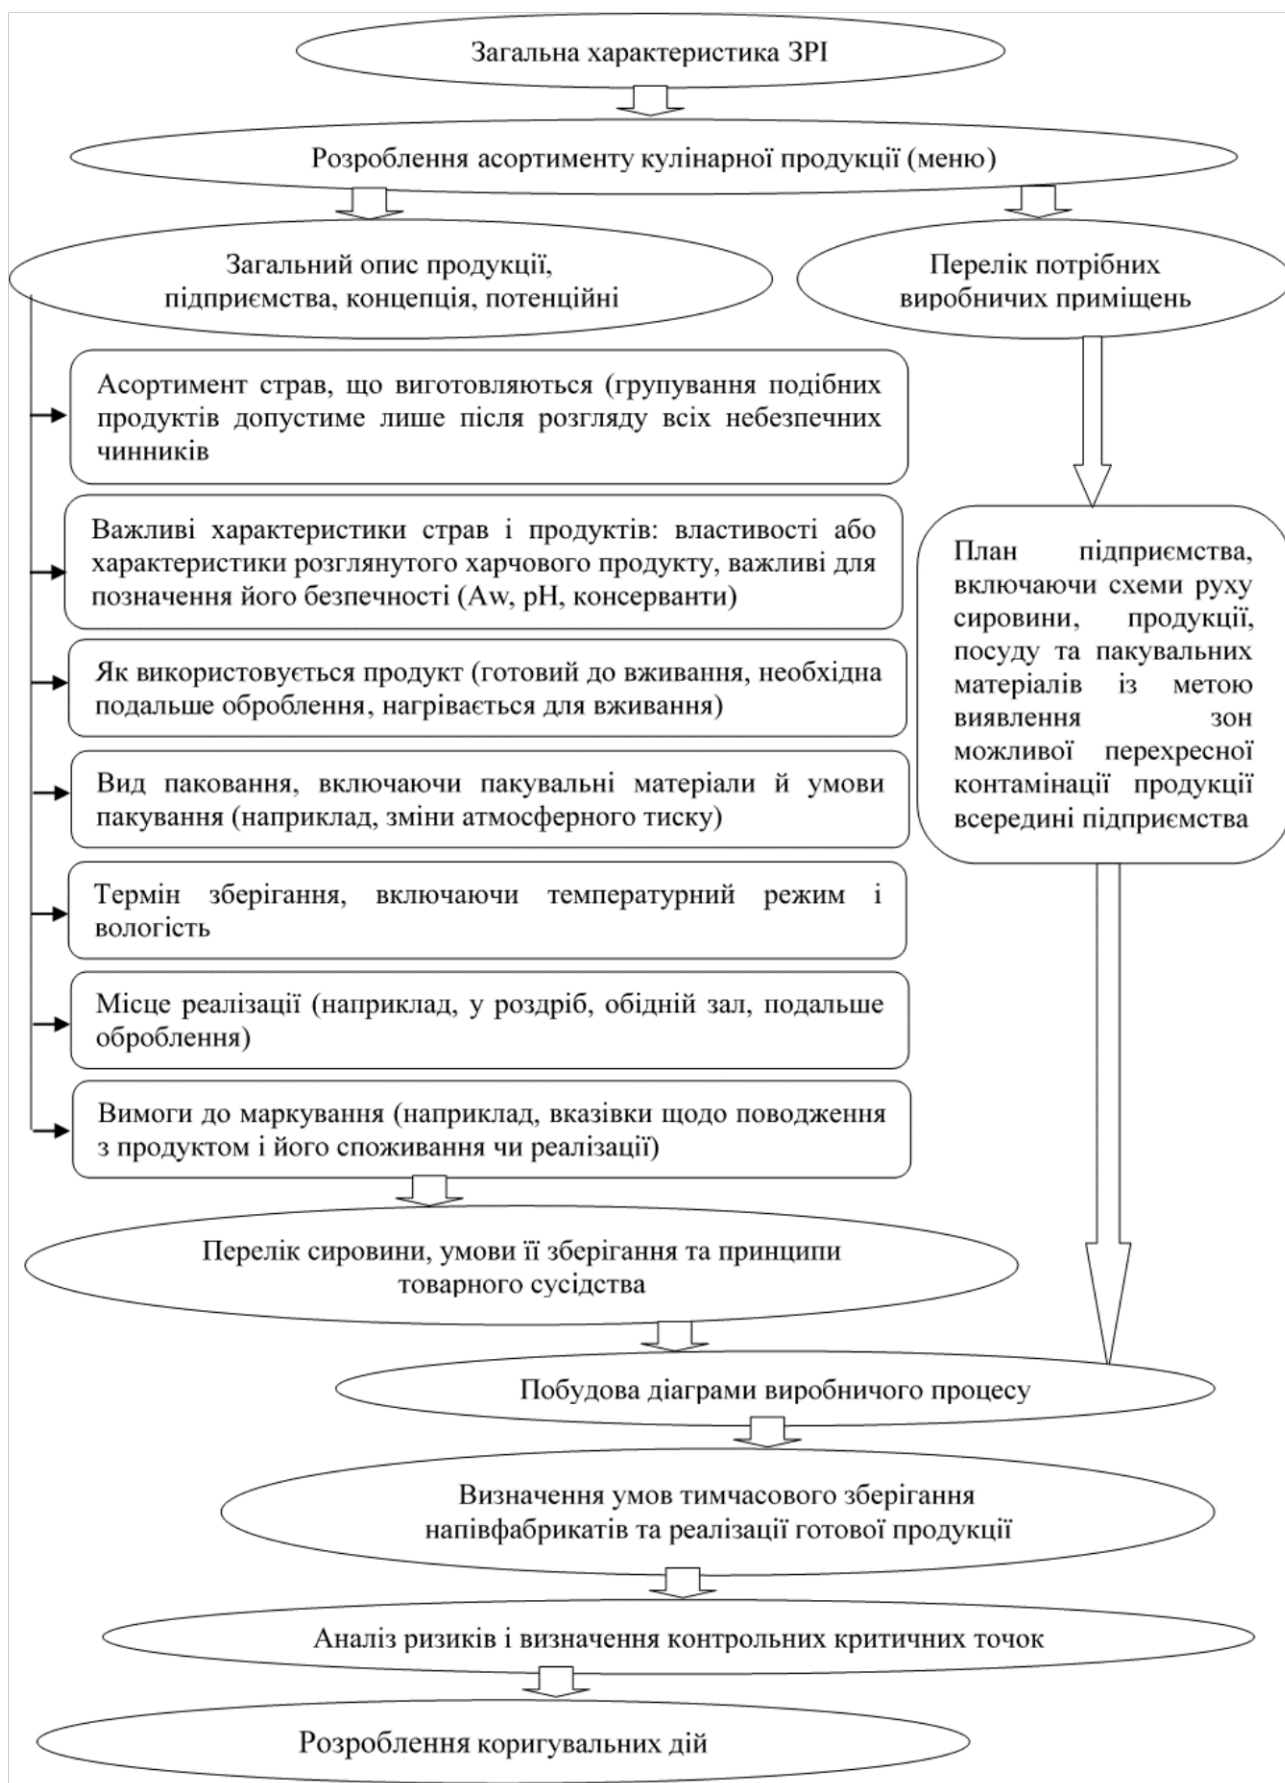 Загальна характеристика ЗРІ
Розроблення асортименту кулінарної продукції (меню)
Загальний опис продукції,
підприємства, концепція, потенційні
Перелік потрібних
виробничих приміщень
Асортимент страв, що виготовляються (групування подібних
продуктів допустиме лише після розгляду всіх небезпечних
чинників
Важливі характеристики страв і продуктів: властивості або
характеристики розглянутого харчового продукту, важливі для
позначення його безпечності (Aw, pH, консерванти)
Як використовується продукт (готовий до вживання, необхідна
подальше оброблення, нагрівається для вживання)
Вид паковання, включаючи пакувальні матеріали й умови
пакування (наприклад, зміни атмосферного тиску)
Термін зберігання, включаючи температурний режим і
вологість
Місце реалізації (наприклад, у роздріб, обідній зал, подальше
оброблення)
Вимоги до маркування (наприклад, вказівки щодо поводження
з продуктом і його споживання чи реалізації)
План підприємства,
включаючи схеми руху
сировини, продукції,
посуду та пакувальних
матеріалів із метою
виявлення зон
можливої перехресної
контамінації продукції
всередині підприємства
Перелік сировини, умови її зберігання та принципи
товарного сусідства
Побудова діаграми виробничого процесу
Визначення умов тимчасового зберігання
напівфабрикатів та реалізації готової продукції
Аналіз ризиків і визначення контрольних критичних точок
Розроблення коригувальних дій